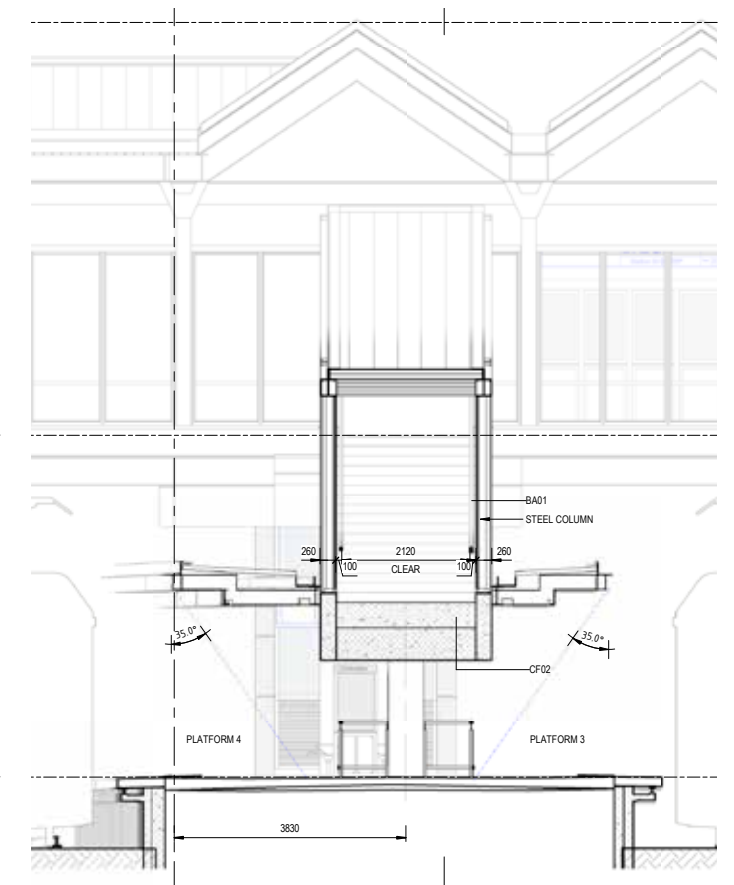 BA01
STEEL COLUMN
260 2120 260
100 CLEAR 100
35.0° 35.0°
CF02
PLATFORM 4 PLATFORM 3
3830